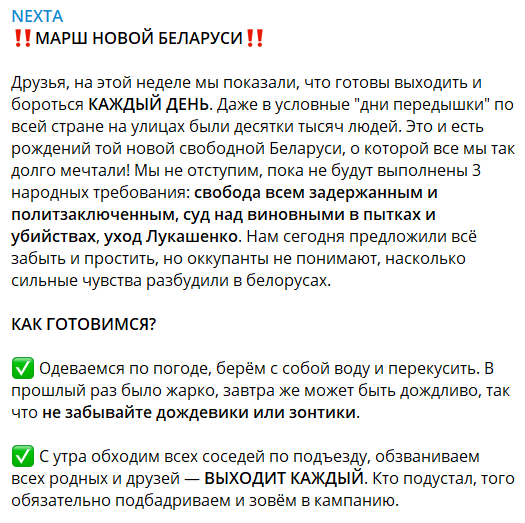 NEXTA
‼️МАРШ НОВОЙ БЕЛАРУСИ‼️
Друзья, на этой неделе мы показали, что готовы выходить и
бороться КАЖДЫЙ ДЕНЬ. Даже в условные "дни передышки" по
всей стране на улицах были десятки тысяч людей. Это и есть
рождений той новой свободной Беларуси, о которой все мы так
долго мечтали! Мы не отступим, пока не будут выполнены 3
народных требования: свобода всем задержанным и
политзаключенным, суд над виновными в пытках и
убийствах, уход Лукашенко. Нам сегодня предложили всё
забыть и простить, но оккупанты не понимают, насколько
сильные чувства разбудили в белорусах.
КАК ГОТОВИМСЯ?
✅ Одеваемся по погоде, берём с собой воду и перекусить. В
прошлый раз было жарко, завтра же может быть дождливо, так
что не забывайте дождевики или зонтики.
✅ С утра обходим всех соседей по подъезду, обзваниваем
всех родных и друзей — ВЫХОДИТ КАЖДЫЙ. Кто подустал, того
обязательно подбадриваем и зовём в кампанию.